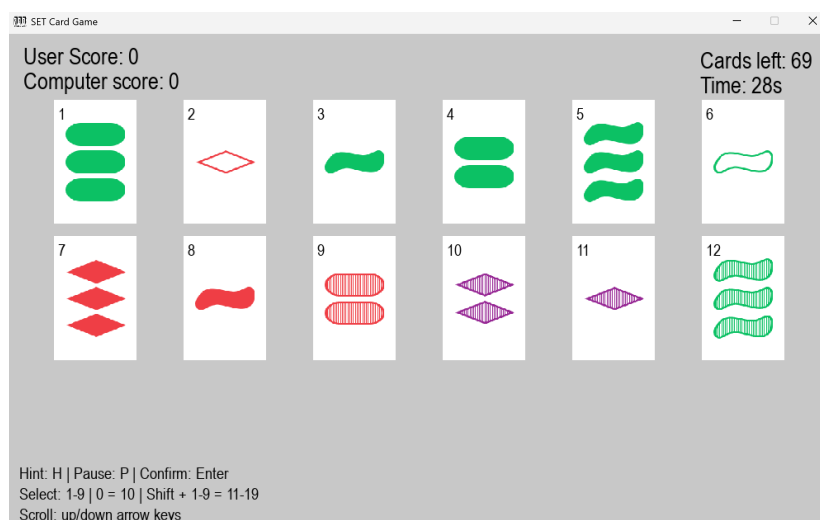 SET Card Game
User Score: 0
Computer score: 0
Cards left: 69
Time: 28s
1
2
3
4
5
6
7
8
9
10
11
12
Hint: H | Pause: P | Confirm: Enter
Select: 1-9 | 0 = 10 | Shift + 1-9 = 11-19
Scroll: up/down arrow keys